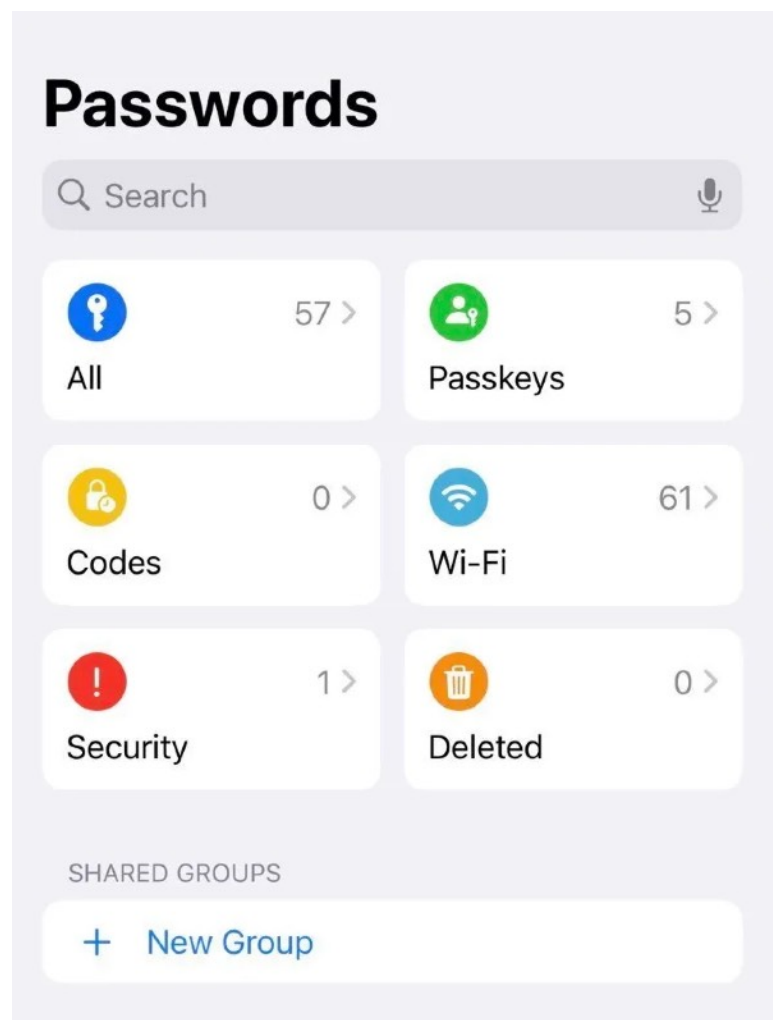 Passwords
Search
57
All
5
Passkeys
0
Codes
61
Wi-Fi
1
Security
0
Deleted
SHARED GROUPS
+ New Group